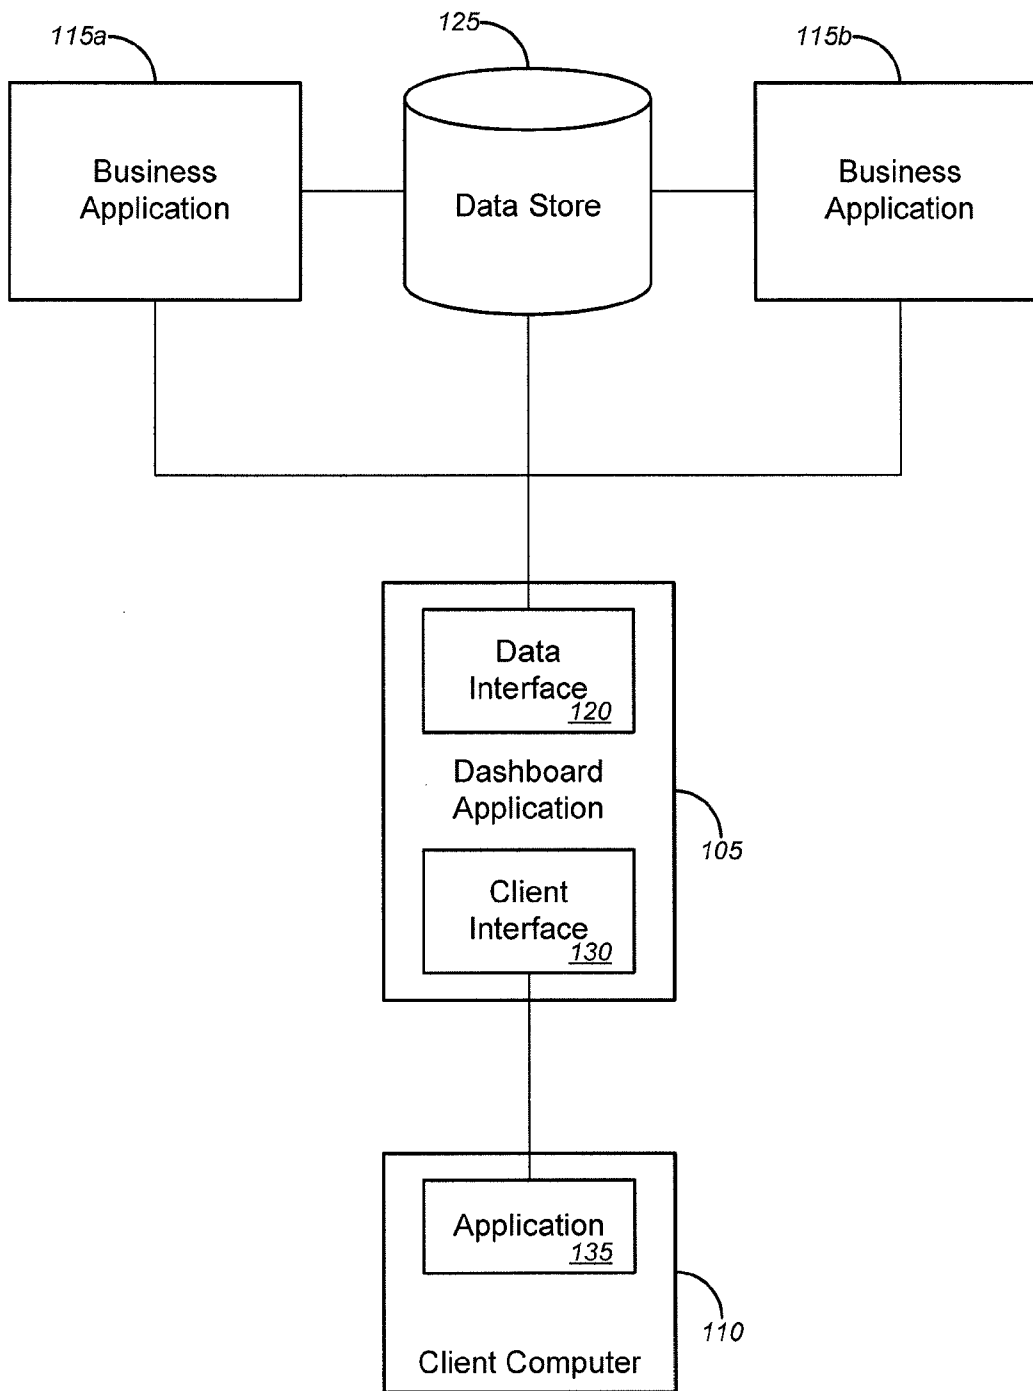 115a
125
115b
Business
Application
Data Store
Business
Application
Data
Interface
120
Dashboard
Application
105
Client
Interface
130
Application
135
110
Client Computer